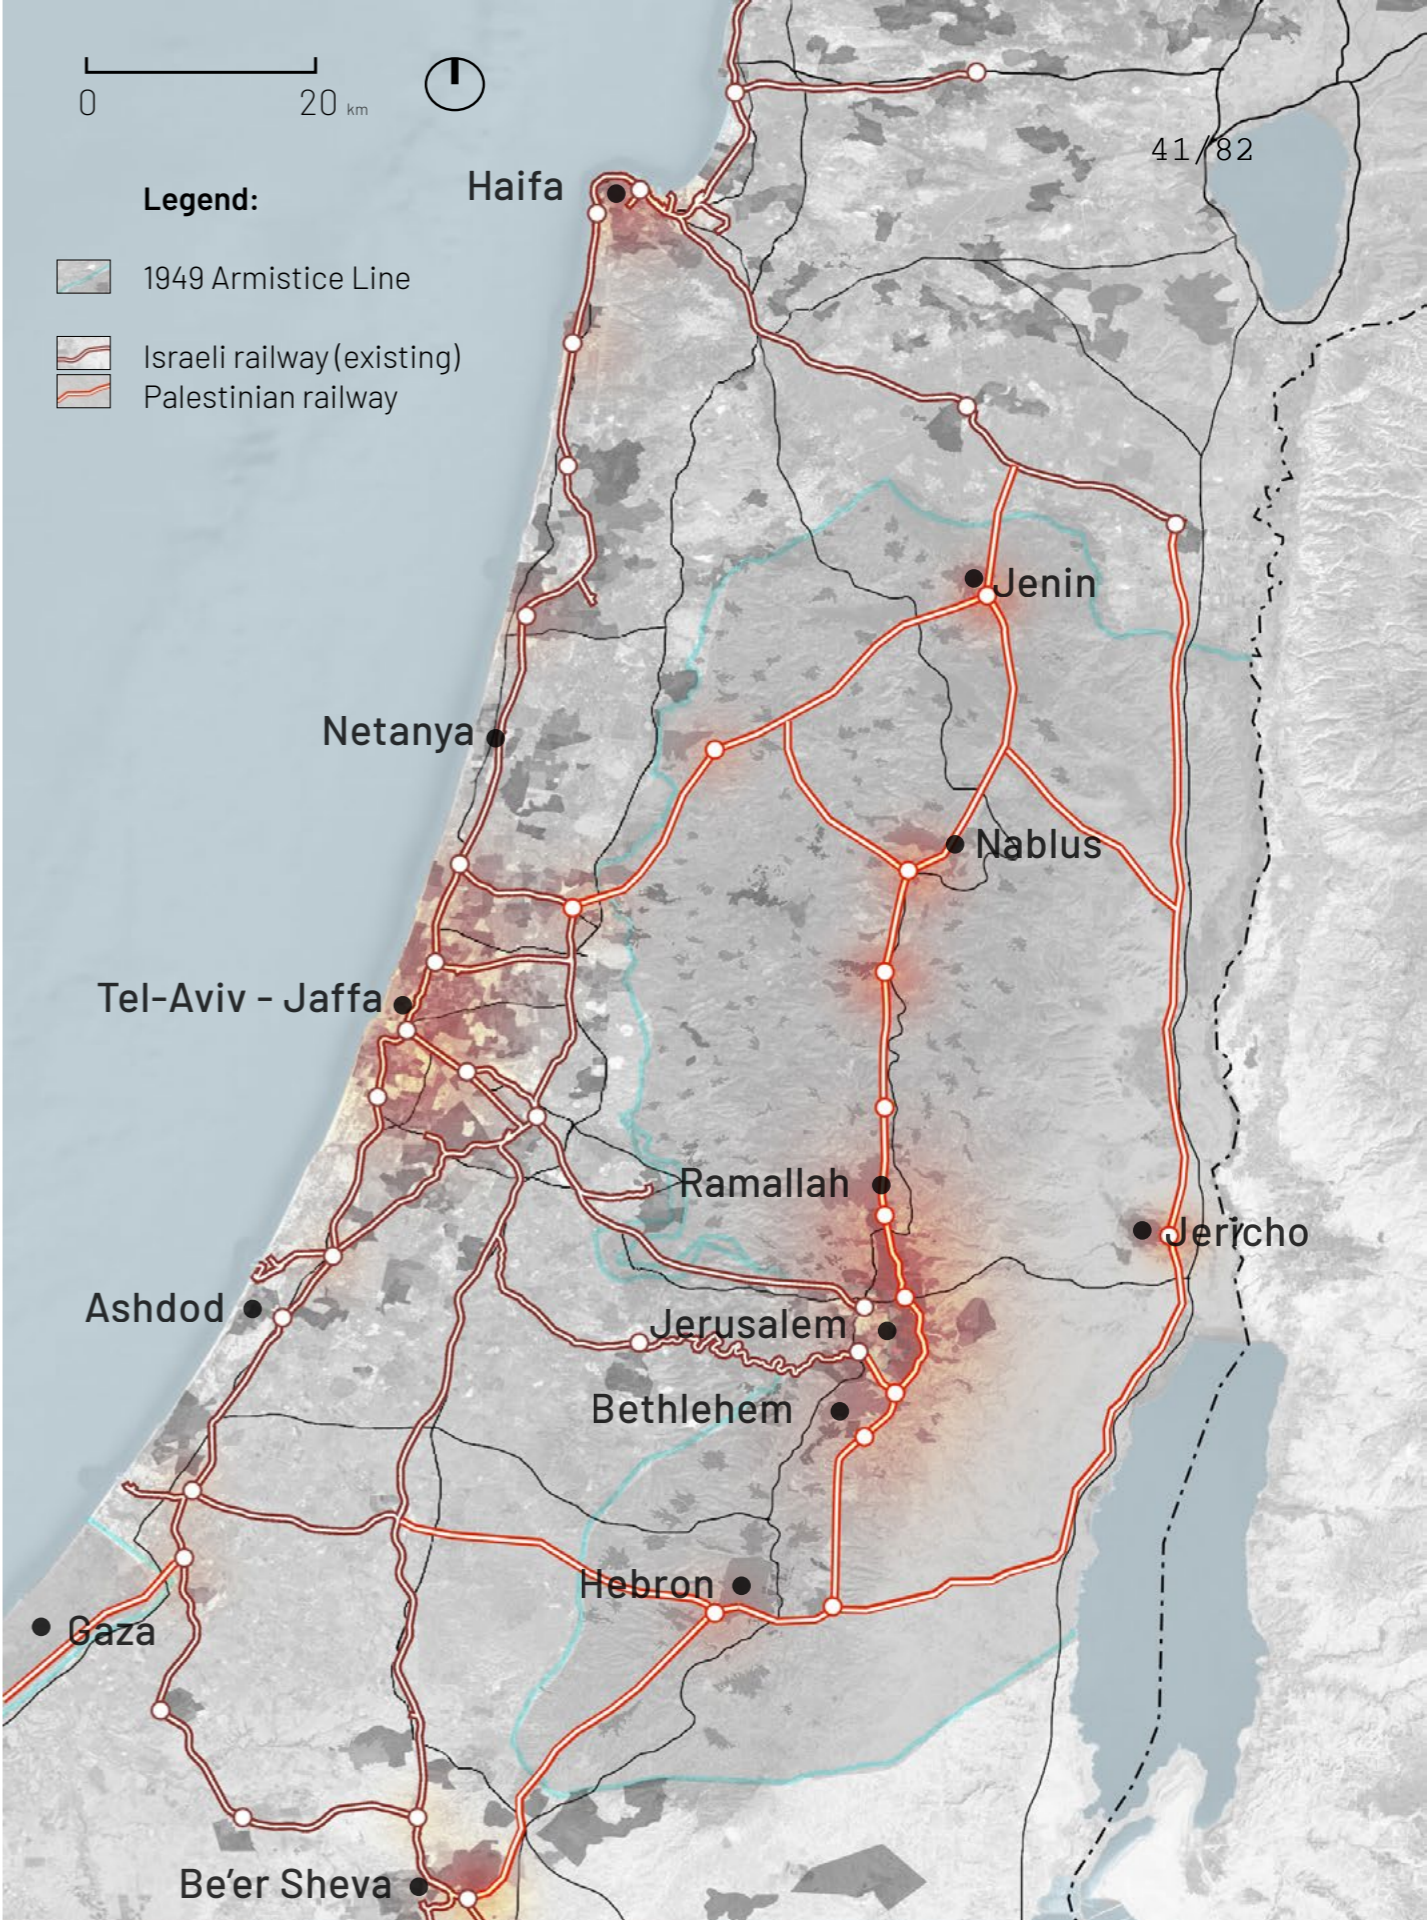 0
20 km
41/82
Haifa
Legend:
1949 Armistice Line
Israeli railway (existing)
Palestinian railway
Jenin
Netanya
Nablus
Tel-Aviv - Jaffa
Ramallah
Jericho
Ashdod
Jerusalem
Bethlehem
Hebron
Gaza
Be’er Sheva